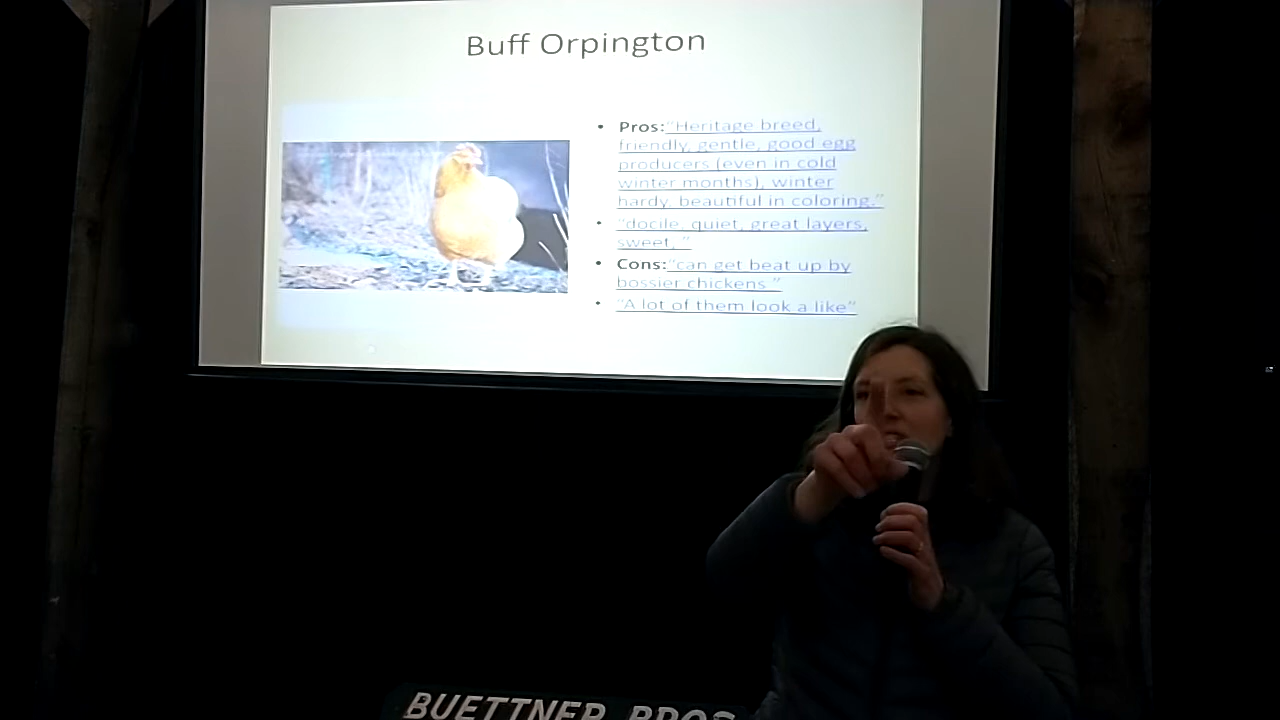 Buff Orpington
• Pros:"Heritage breed,
friendly, gentle, good egg
producers (even in cold
winter months), winter
hardy, beautiful in coloring."
• "docile, quiet, great layers,
sweet, "
• Cons:"can get beat up by
bossier chickens "
• "A lot of them look a like"
BUETTNER BROS